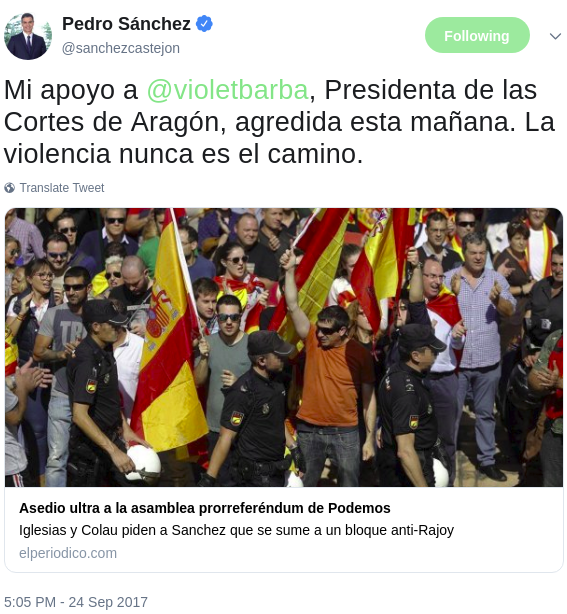 Pedro Sánchez
@sanchezcastejon
Following
Mi apoyo a @violetbarba, Presidenta de las
Cortes de Aragón, agredida esta mañana. La
violencia nunca es el camino.
Translate Tweet
Asedio ultra a la asamblea prorreferéndum de Podemos
Iglesias y Colau piden a Sanchez que se sume a un bloque anti-Rajoy
elperiodico.com
5:05 PM - 24 Sep 2017